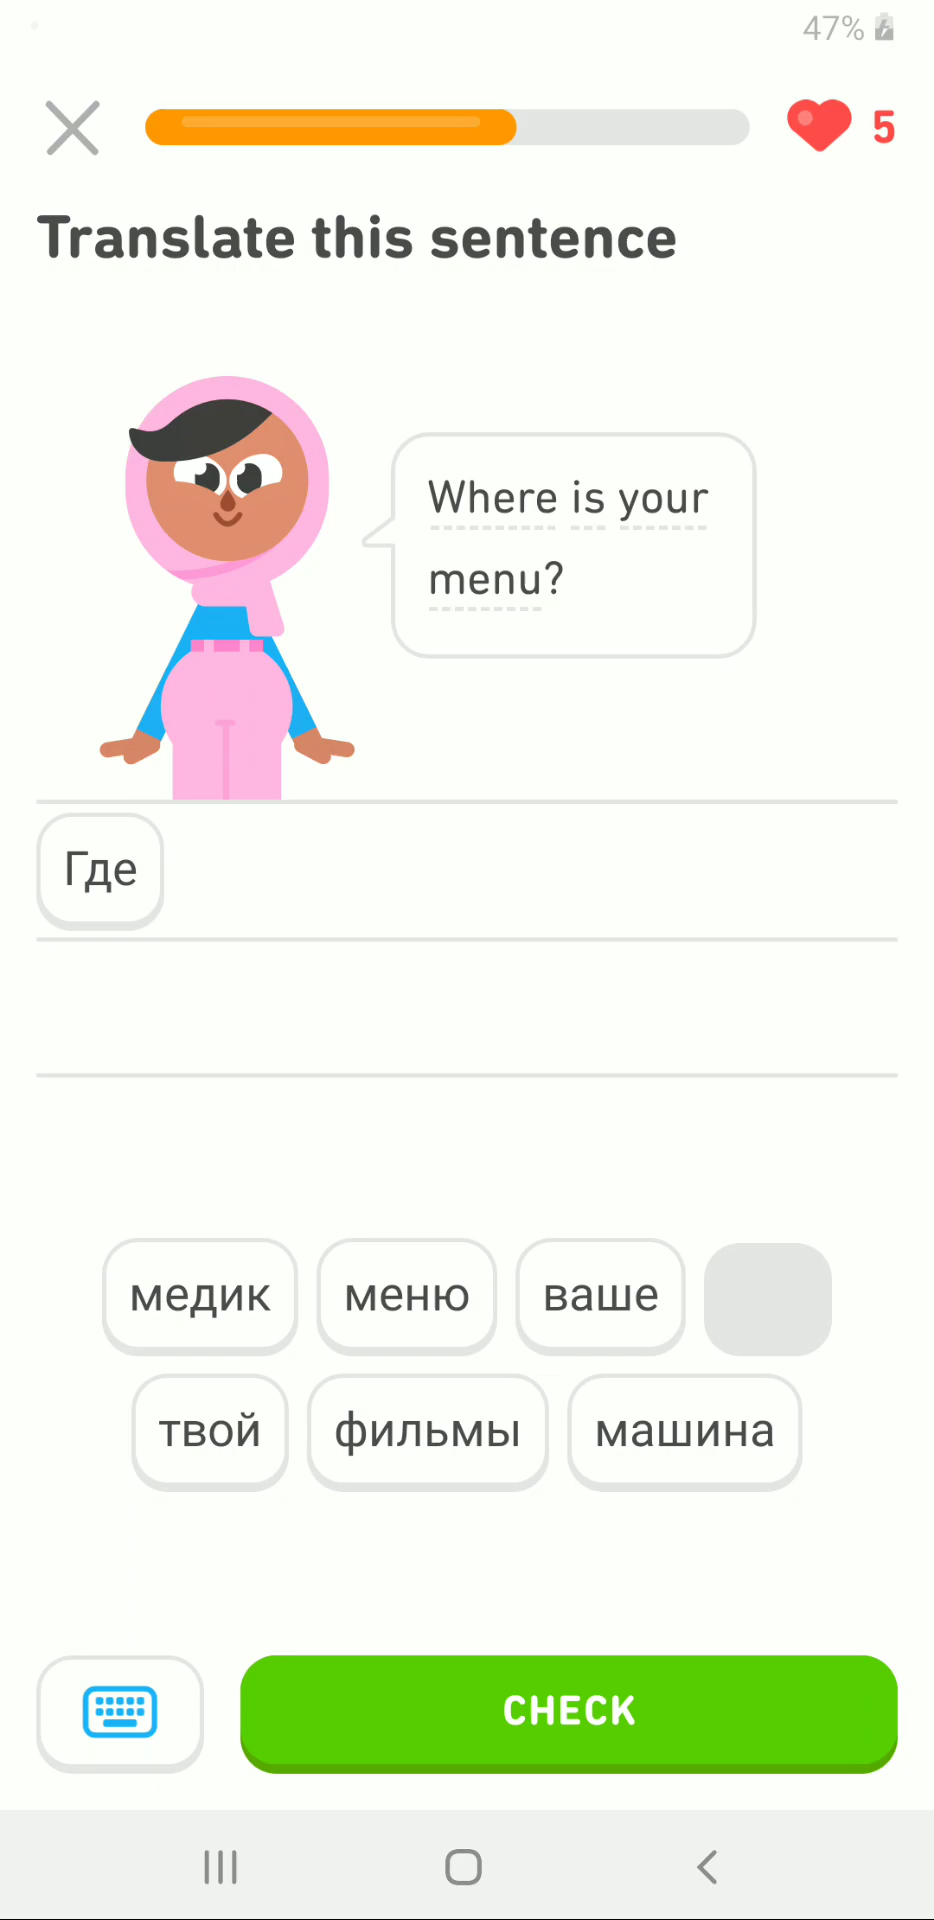 47%
5
Translate this sentence
Where is your
menu?
Где
медик меню ваше
твой фильмы машина
CHECK